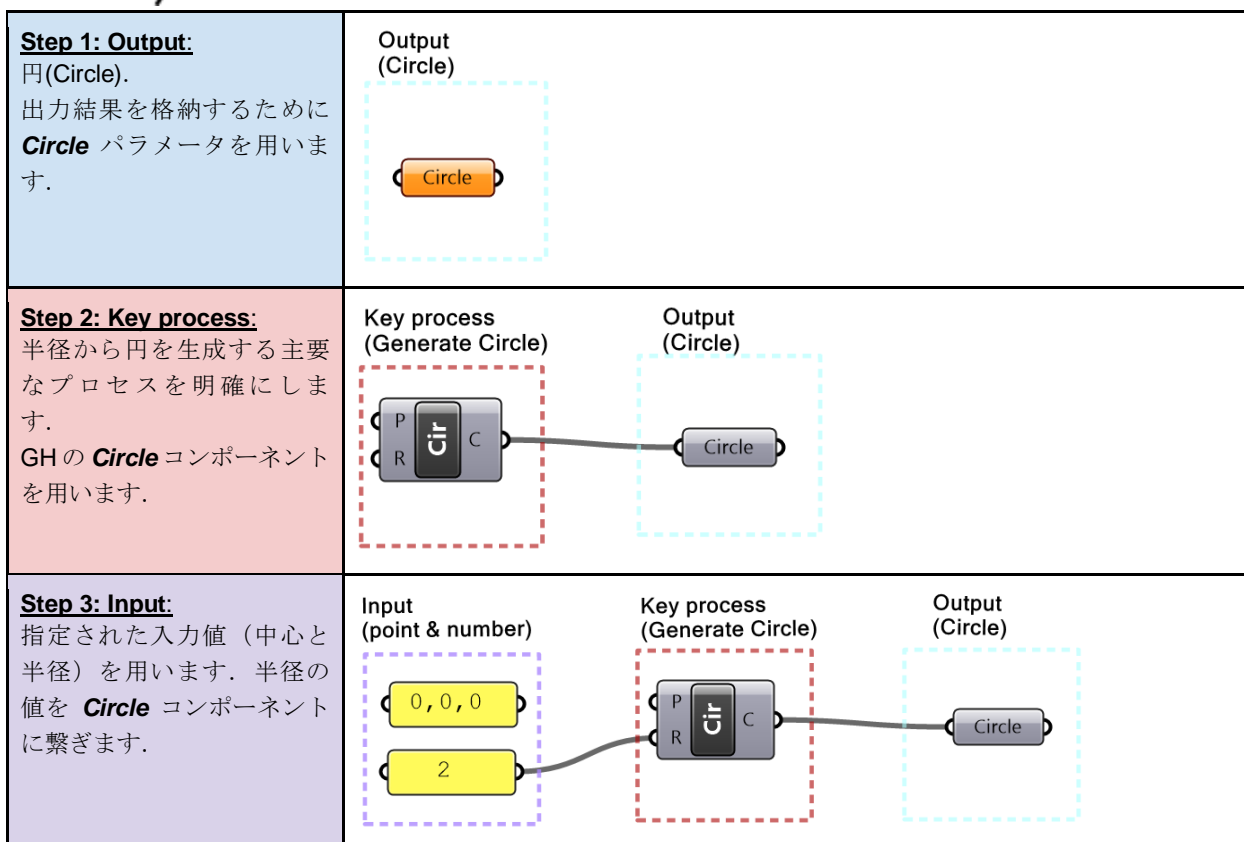 Step 1: Output:
円(Circle).
出力結果を格納するために
Circle パラメータを用いま
す.
Output
(Circle)
Circle
Step 2: Key process:
半径から円を生成する主要
なプロセスを明確にしま
す.
GH の Circle コンポーネント
を用います.
Key process
(Generate Circle)
Output
(Circle)
P
R
Cir
C
Circle
Step 3: Input:
指定された入力値（中心と
半径）を用います. 半径の
値を Circle コンポーネント
に繋ぎます.
Input
(point & number)
Key process
(Generate Circle)
Output
(Circle)
0,0,0
2
P
R
Cir
C
Circle